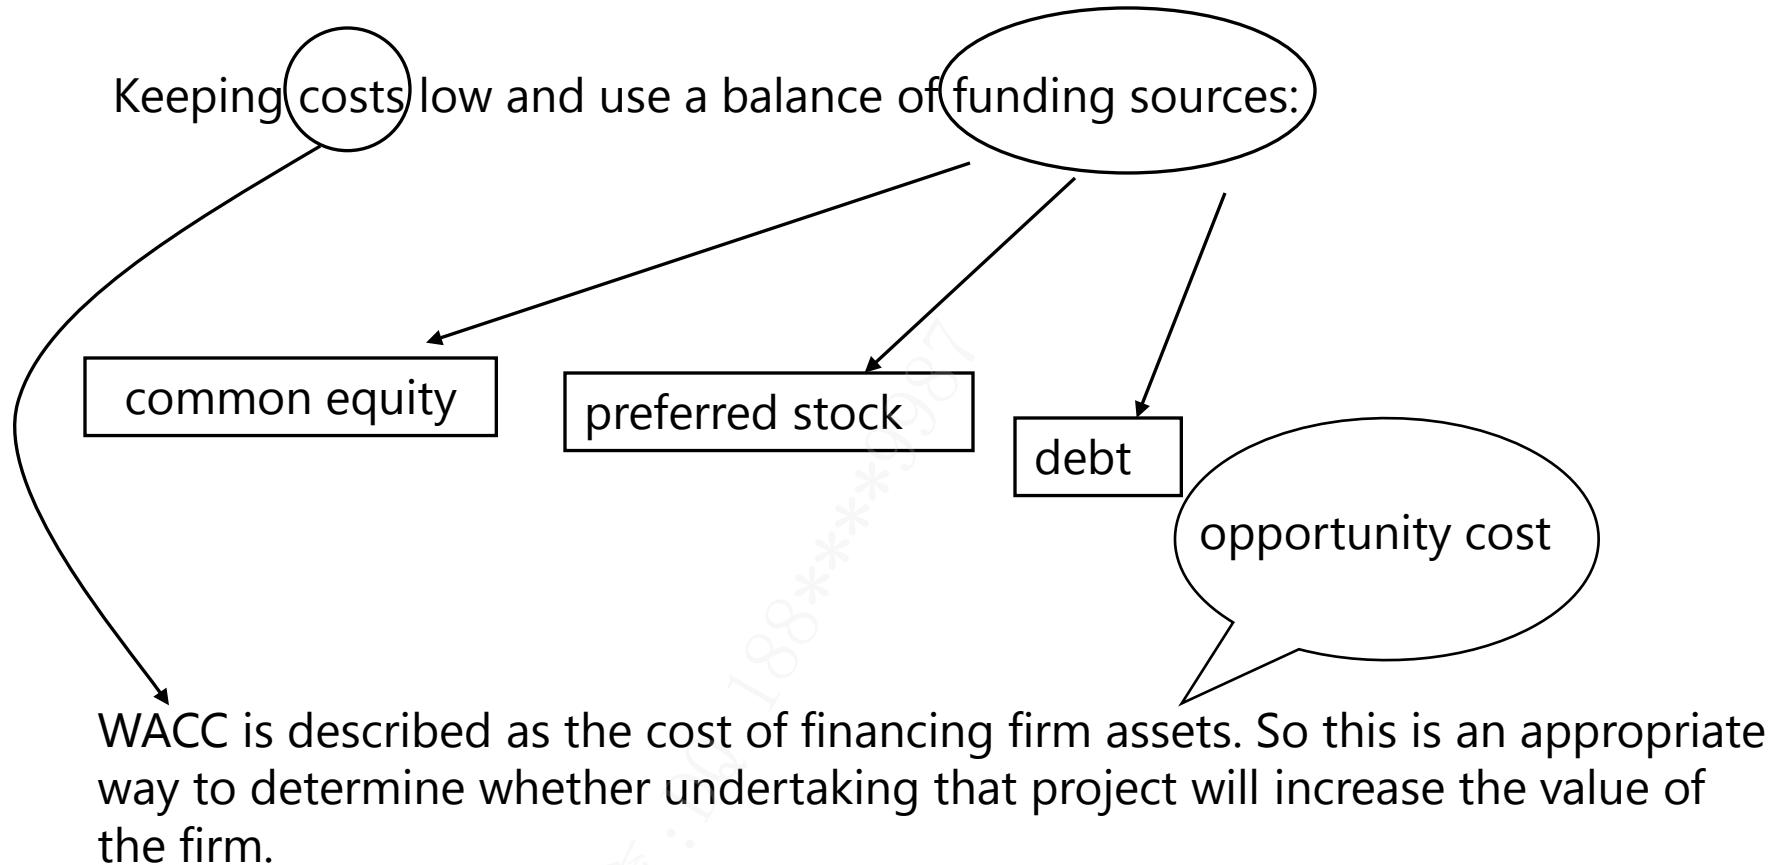 Keeping costs low and use a balance of funding sources:
common equity
preferred stock
debt
opportunity cost
WACC is described as the cost of financing firm assets. So this is an appropriate
way to determine whether undertaking that project will increase the value of
the firm.
188****9987